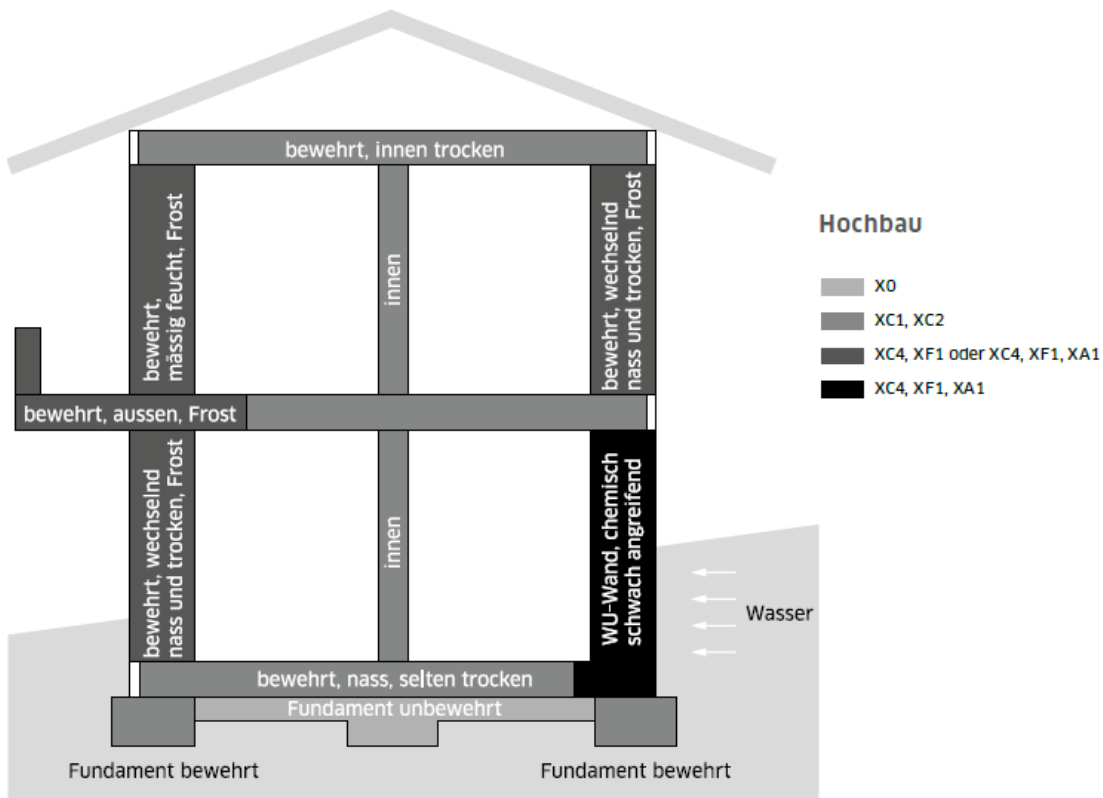 bewehrt, innen trocken
bewehrt,
mässig feucht, Frost
innen
bewehrt, wechselnd
nass und trocken, Frost
Hochbau
X0
XC1, XC2
XC4, XF1 oder XC4, XF1, XA1
XC4, XF1, XA1
bewehrt, aussen, Frost
bewehrt, wechselnd
nass und trocken, Frost
innen
WU-Wand, chemisch
schwach angreifend
Wasser
bewehrt, nass, selten trocken
Fundament unbewehrt
Fundament bewehrt
Fundament bewehrt